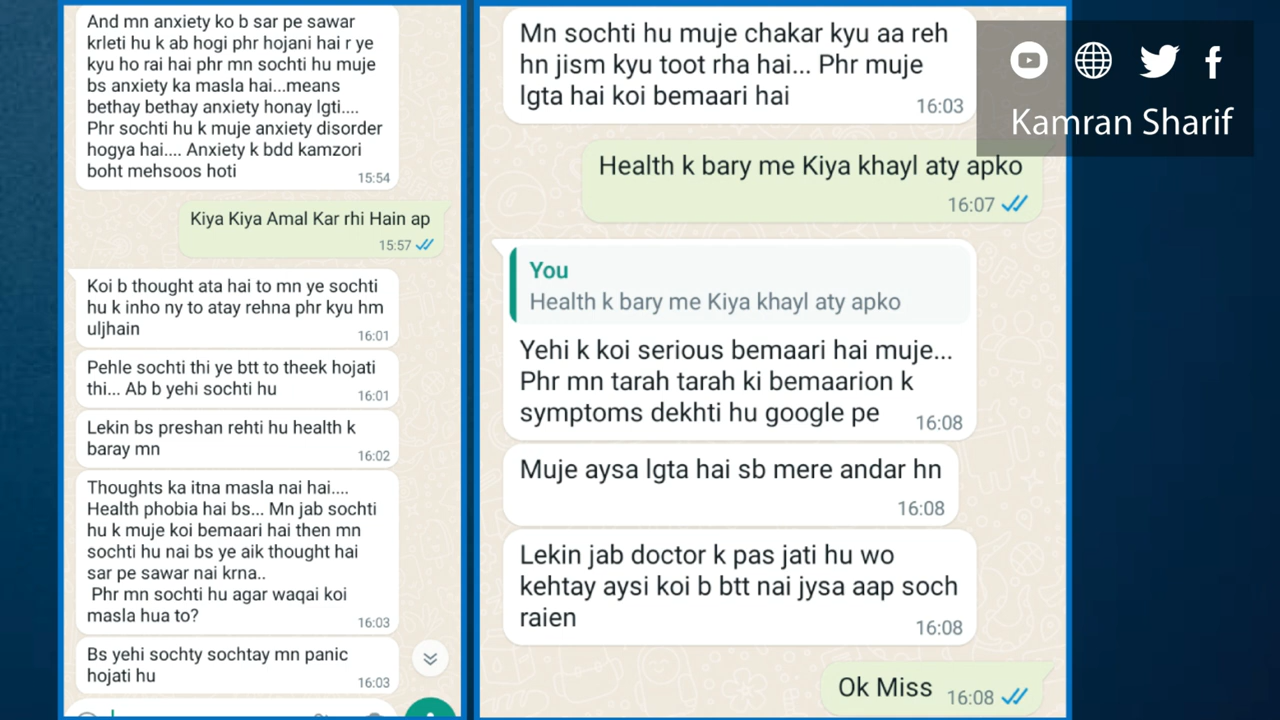 And mn anxiety ko b sar pe sawar
krleti hu k ab hogi phr hojani hai r ye
kyu ho rai hai phr mn sochti hu muje
bs anxiety ka masla hai...means
bethay bethay anxiety honay lgti....
Phr sochti hu k muje anxiety disorder
hogya hai.... Anxiety k bdd kamzori
boht mehsoos hoti
15:54
Kiya Kiya Amal Kar rhi Hain ap
15:57
Koi b thought ata hai to mn ye sochti
hu k inho ny to atay rehna phr kyu hm
uljhain
16:01
Pehle sochti thi ye btt to theek hojati
thi... Ab b yehi sochti hu
16:01
Lekin bs preshan rehti hu health k
baray mn
16:02
Thoughts ka itna masla nai hai....
Health phobia hai bs... Mn jab sochti
hu k muje koi bemaari hai then mn
sochti hu nai bs ye aik thought hai
sar pe sawar nai krna..
Phr mn sochti hu agar waqai koi
masla hua to?
16:03
Bs yehi sochty sochtay mn panic
hojati hu
16:03
Mn sochti hu muje chakar kyu aa reh
hn jism kyu toot rha hai... Phr muje
lgta hai koi bemaari hai
16:03
Health k bary me Kiya khayl aty apko
16:07
You
Health k bary me Kiya khayl aty apko
Yehi k koi serious bemaari hai muje...
Phr mn tarah tarah ki bemaarion k
symptoms dekhti hu google pe
16:08
Muje aysa lgta hai sb mere andar hn
16:08
Lekin jab doctor k pas jati hu wo
kehtay aysi koi b btt nai jysa aap soch
raien
16:08
Ok Miss
16:08
Kamran Sharif